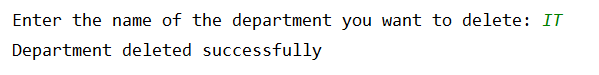 Enter the name of the department you want to delete: IT
Department deleted successfully